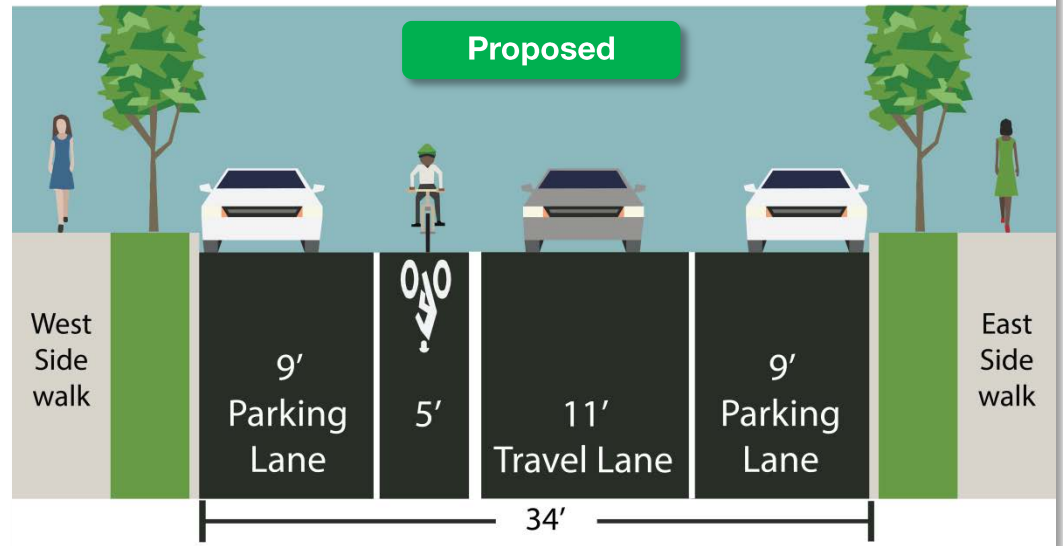 Proposed
West
Side
walk
9′
Parking
Lane
5′
11′
Travel Lane
9′
Parking
Lane
East
Side
walk
34′